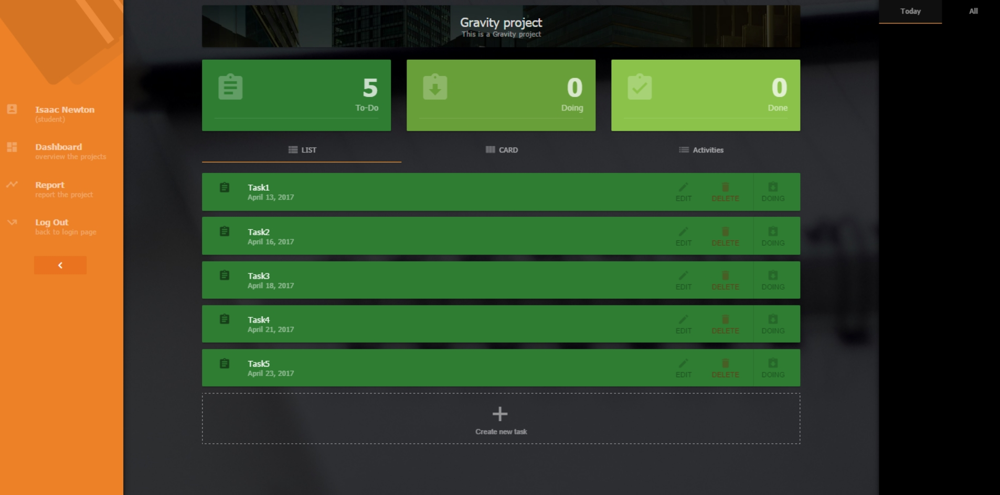 Isaac Newton
(student)
Dashboard
overview the projects
Report
report the project
Log Out
back to login page
Gravity project
This is a Gravity project
5
To-Do
0
Doing
0
Done
LIST
CARD
Activities
Task1
April 13, 2017
EDIT
DELETE
DOING
Task2
April 16, 2017
EDIT
DELETE
DOING
Task3
April 18, 2017
EDIT
DELETE
DOING
Task4
April 21, 2017
EDIT
DELETE
DOING
Task5
April 23, 2017
EDIT
DELETE
DOING
Create new task
Today
All